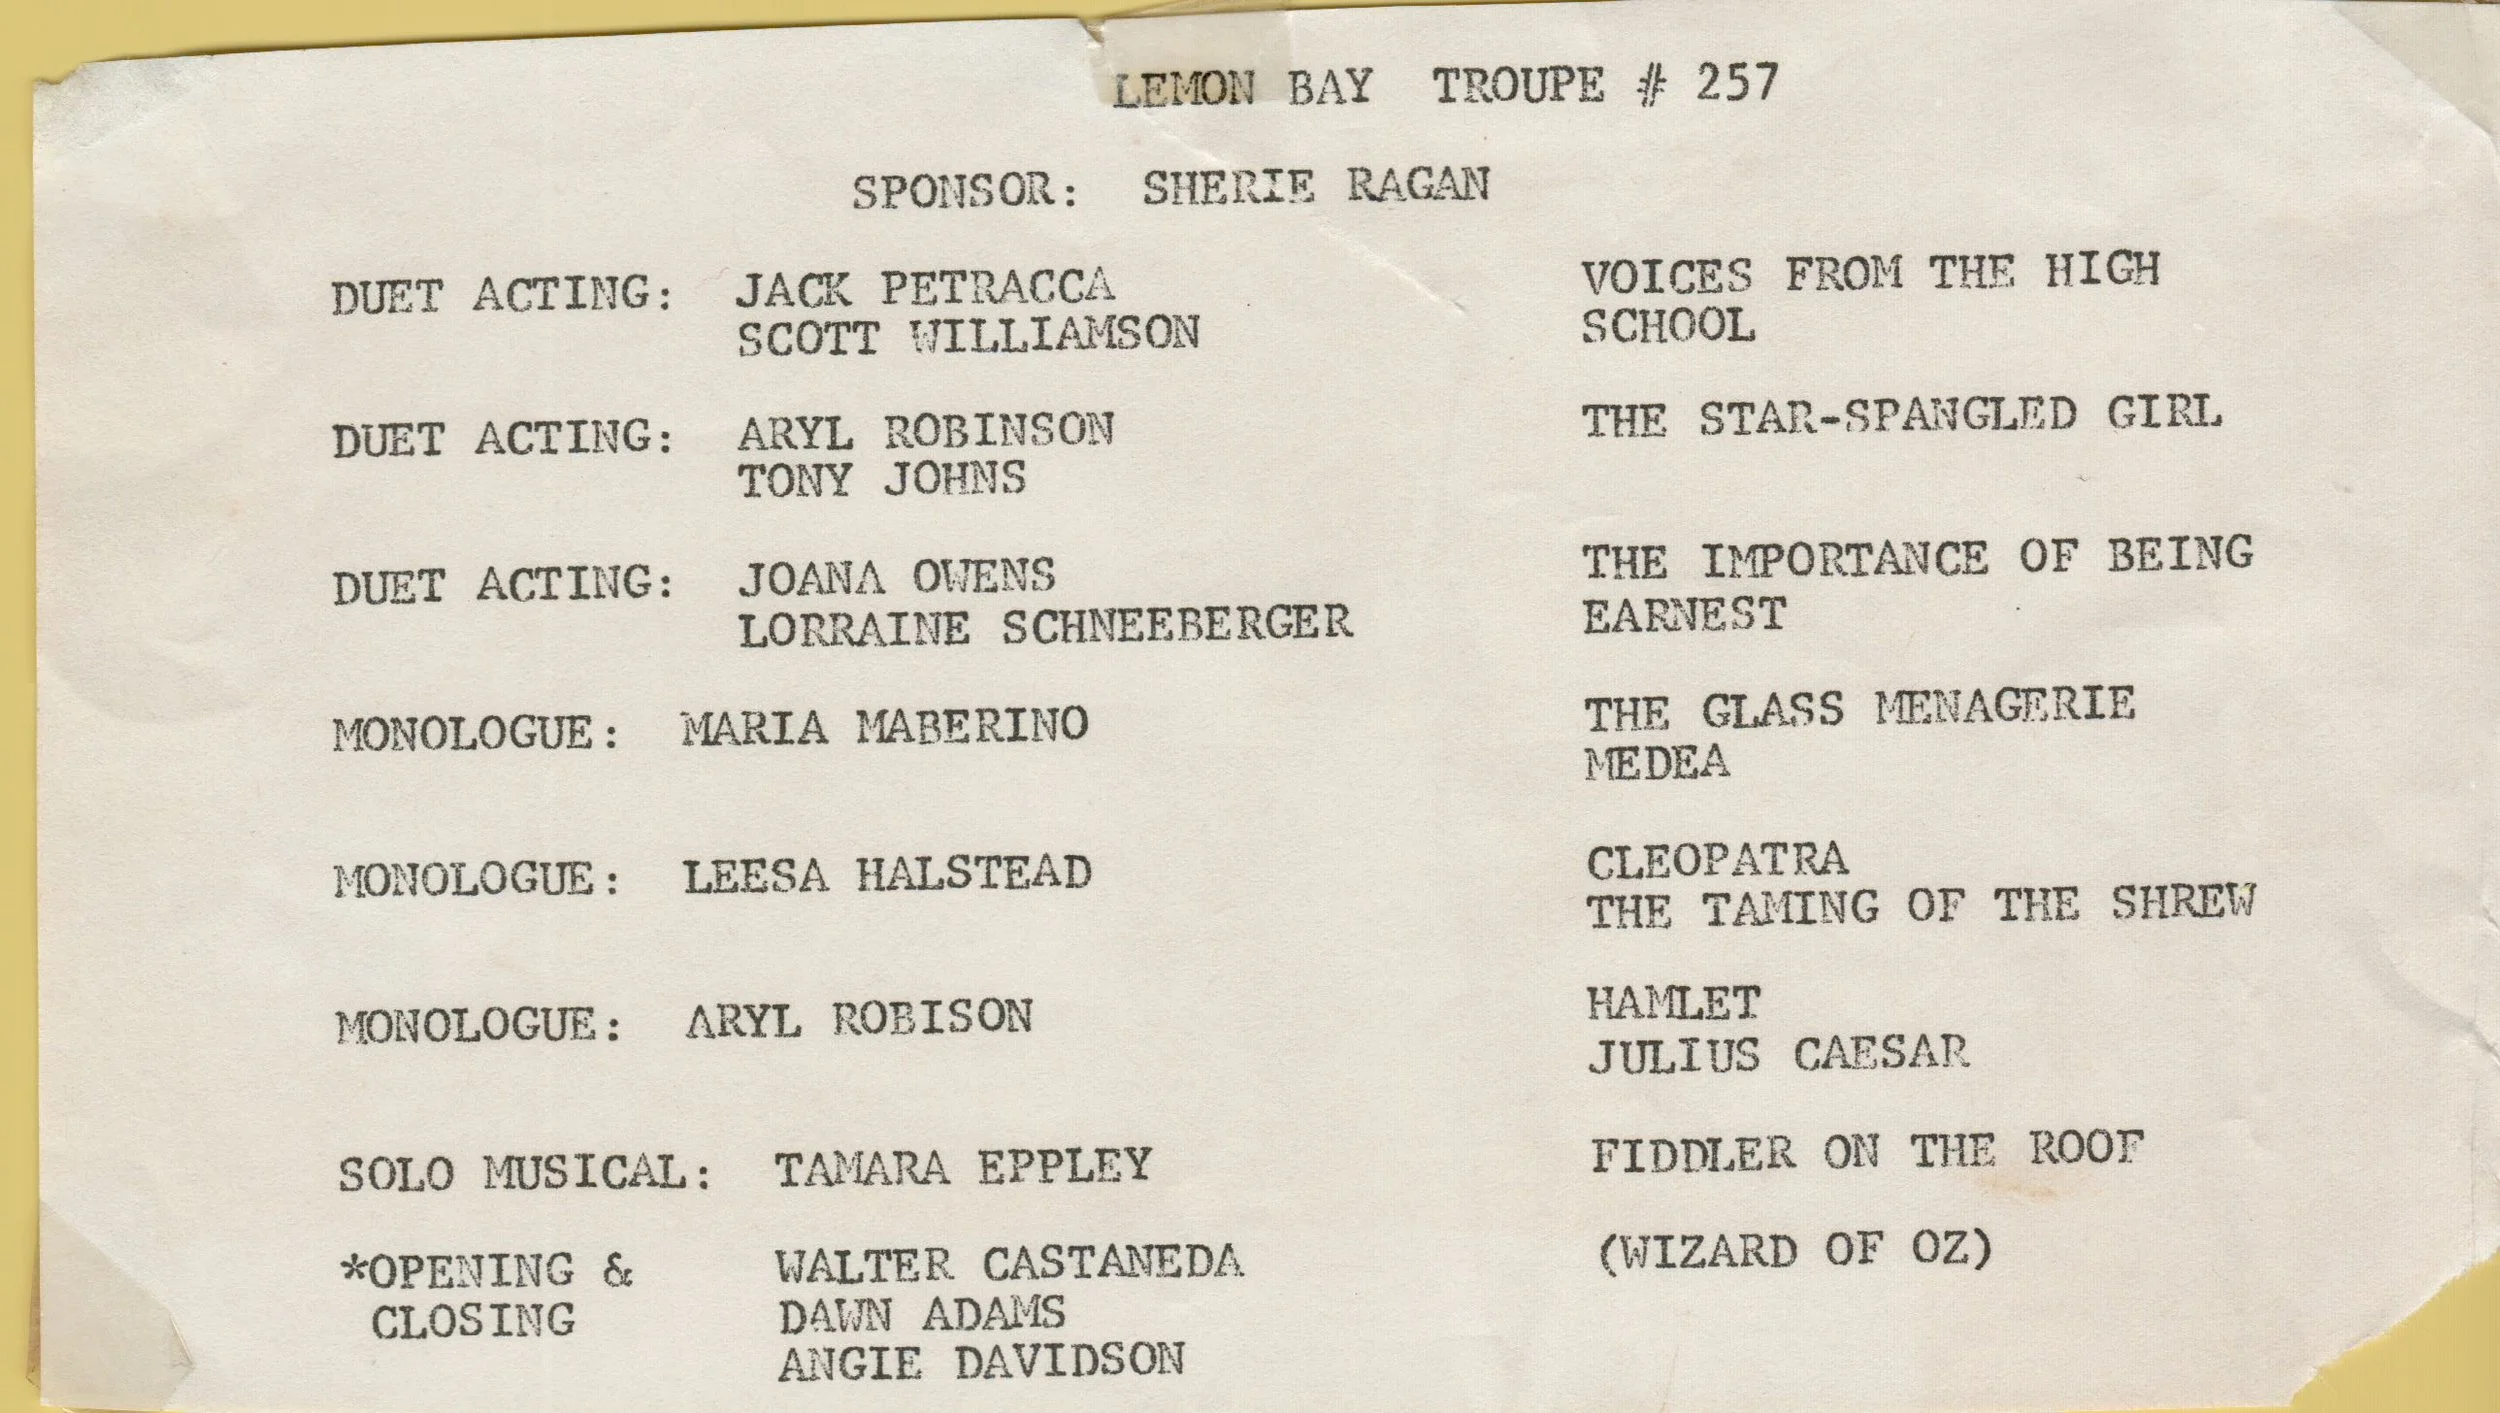 LEMON BAY TROUPE # 257
SPONSOR: SHERIE RAGAN
DUET ACTING: JACK PETRACCA VOICES FROM THE HIGH
SCOTT WILLIAMSON SCHOOL
DUET ACTING: ARYL ROBINSON THE STAR-SPANGLED GIRL
TONY JOHNS
DUET ACTING: JOANA OWENS THE IMPORTANCE OF BEING
LORRAINE SCHNEEBERGER EARNEST
MONOLOGUE: MARIA MABERINO THE GLASS MENAGERIE
MEDEA
MONOLOGUE: LEESA HALSTEAD CLEOPATRA
THE TAMING OF THE SHREW
MONOLOGUE: ARYL ROBISON HAMLET
JULIUS CAESAR
SOLO MUSICAL: TAMARA EPPLEY FIDDLER ON THE ROOF
*OPENING & WALTER CASTANEDA (WIZARD OF OZ)
CLOSING DAWN ADAMS
ANGIE DAVIDSON